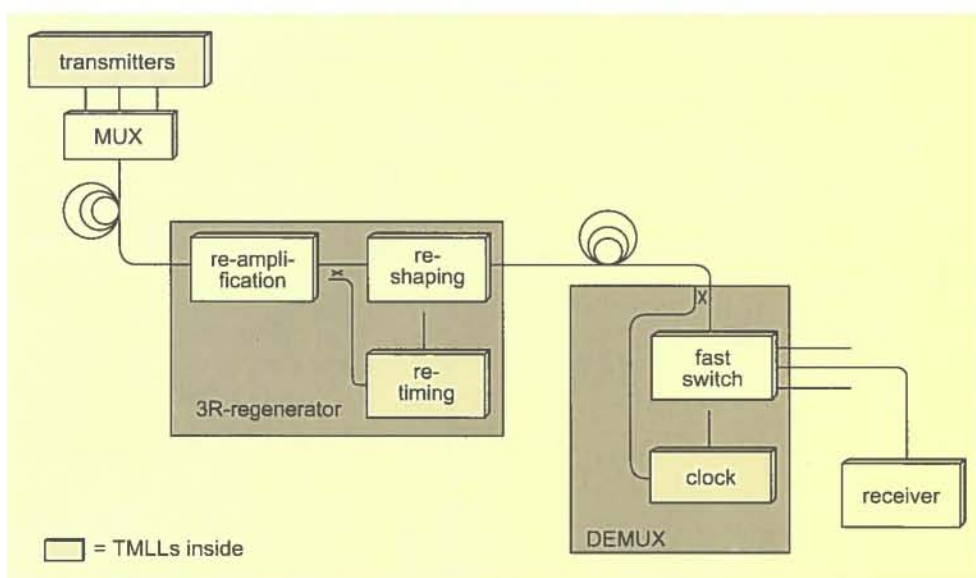 transmitters
MUX
re-ampli-
fication
re-
shaping
re-
timing
3R-regenerator
fast
switch
clock
DEMUX
receiver
= TMLLs inside